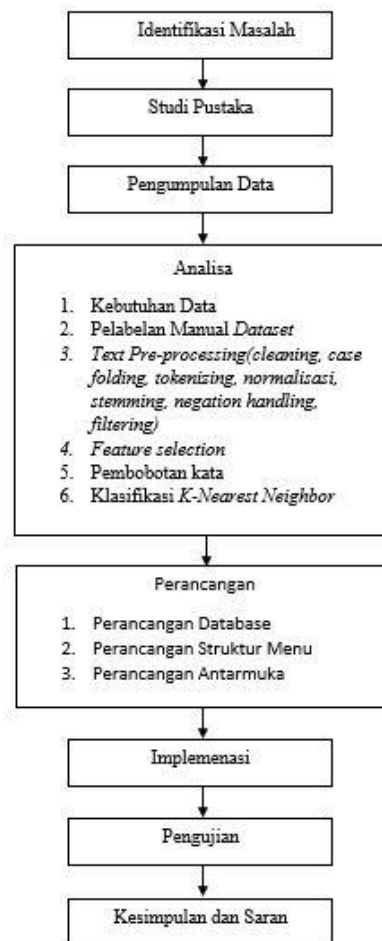 Identifikasi Masalah
Studi Pustaka
Pengumpulan Data
Analisa
1. Kebutuhan Data
2. Pelabelan Manual Dataset
3. Text Pre-processing(cleaning, case
folding, tokenising, normalisasi,
stemming, negation handling,
filtering)
4. Feature selection
5. Pembobotan kata
6. Klasifikasi K-Nearest Neighbor
Perancangan
1. Perancangan Database
2. Perancangan Struktur Menu
3. Perancangan Antarmuka
Implemenasi
Pengujian
Kesimpulan dan Saran